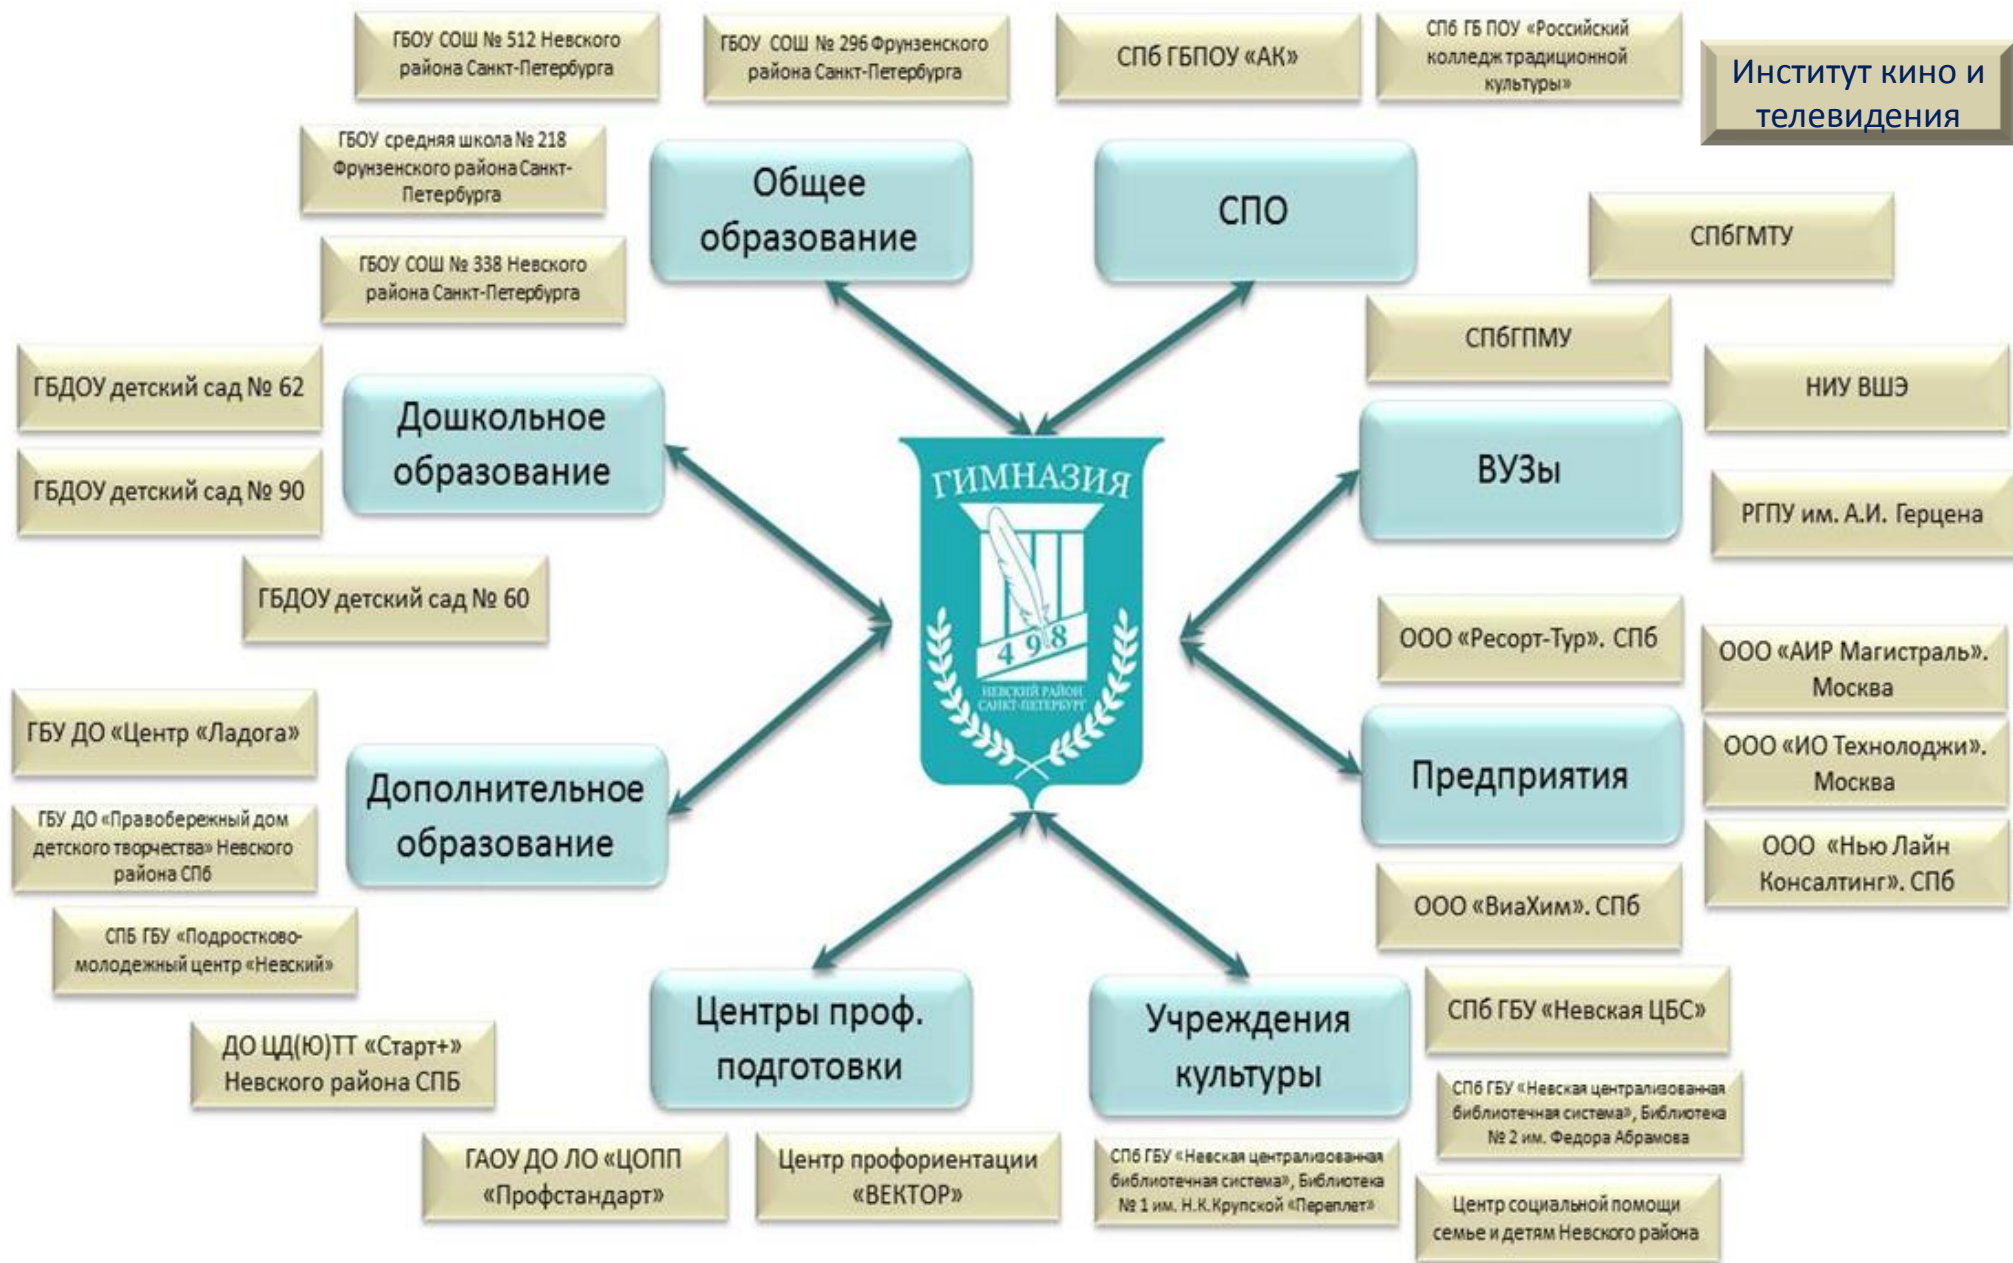 ГБОУ СОШ № 512 Невского
района Санкт-Петербурга
ГБОУ СОШ № 296 Фрунзенского
района Санкт-Петербурга
СПб ГБПОУ «АК»
СПб ГБ ПОУ «Российский
колледж традиционной
культуры»
Институт кино и
телевидения
ГБОУ средняя школа № 218
Фрунзенского района Санкт-
Петербурга
Общее
образование
СПО
СПбГМТУ
ГБОУ СОШ № 338 Невского
района Санкт-Петербурга
СПбГПМУ
ГБДОУ детский сад № 62
Дошкольное
образование
НИУ ВШЭ
ВУЗы
ГБДОУ детский сад № 90
РГПУ им. А.И. Герцена
ГИМНАЗИЯ
498
НЕВСКИЙ РАЙОН
САНКТ-ПЕТЕРБУРГ
ГБДОУ детский сад № 60
ООО «Ресорт-Тур». СПб
ООО «АИР Магистраль».
Москва
ГБУ ДО «Центр «Ладога»
Дополнительное
образование
Предприятия
ООО «ИО Технолоджи».
Москва
ГБУ ДО «Правобережный дом
детского творчества» Невского
района СПб
ООО «Нью Лайн
Консалтинг». СПб
ООО «ВиаХим». СПб
СПБ ГБУ «Подростково-
молодежный центр «Невский»
Центры проф.
подготовки
Учреждения
культуры
СПб ГБУ «Невская ЦБС»
ДО ЦД(Ю)ТТ «Старт+»
Невского района СПБ
СПб ГБУ «Невская централизованная
библиотечная система», Библиотека
№ 2 им. Федора Абрамова
ГАОУ ДО ЛО «ЦОПП
«Профстандарт»
Центр профориентации
«ВЕКТОР»
СПб ГБУ «Невская централизованная
библиотечная система», Библиотека
№ 1 им. Н.К.Крупской «Переплет»
Центр социальной помощи
семье и детям Невского района